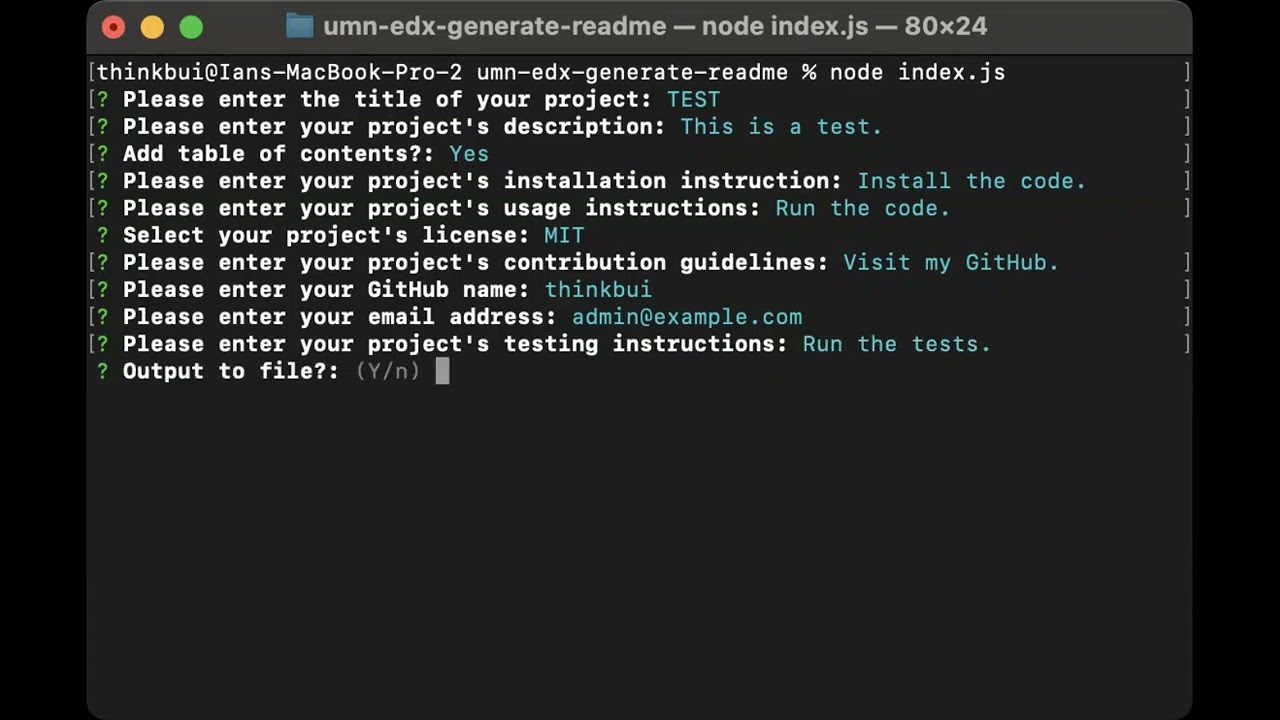 umn-edx-generate-readme — node index.js — 80×24
[thinkbui@Ians-MacBook-Pro-2 umn-edx-generate-readme % node index.js ]
[? Please enter the title of your project: TEST ]
[? Please enter your project's description: This is a test. ]
[? Add table of contents?: Yes ]
[? Please enter your project's installation instruction: Install the code. ]
[? Please enter your project's usage instructions: Run the code. ]
? Select your project's license: MIT
[? Please enter your project's contribution guidelines: Visit my GitHub. ]
[? Please enter your GitHub name: thinkbui ]
[? Please enter your email address: admin@example.com ]
[? Please enter your project's testing instructions: Run the tests. ]
? Output to file?: (Y/n)